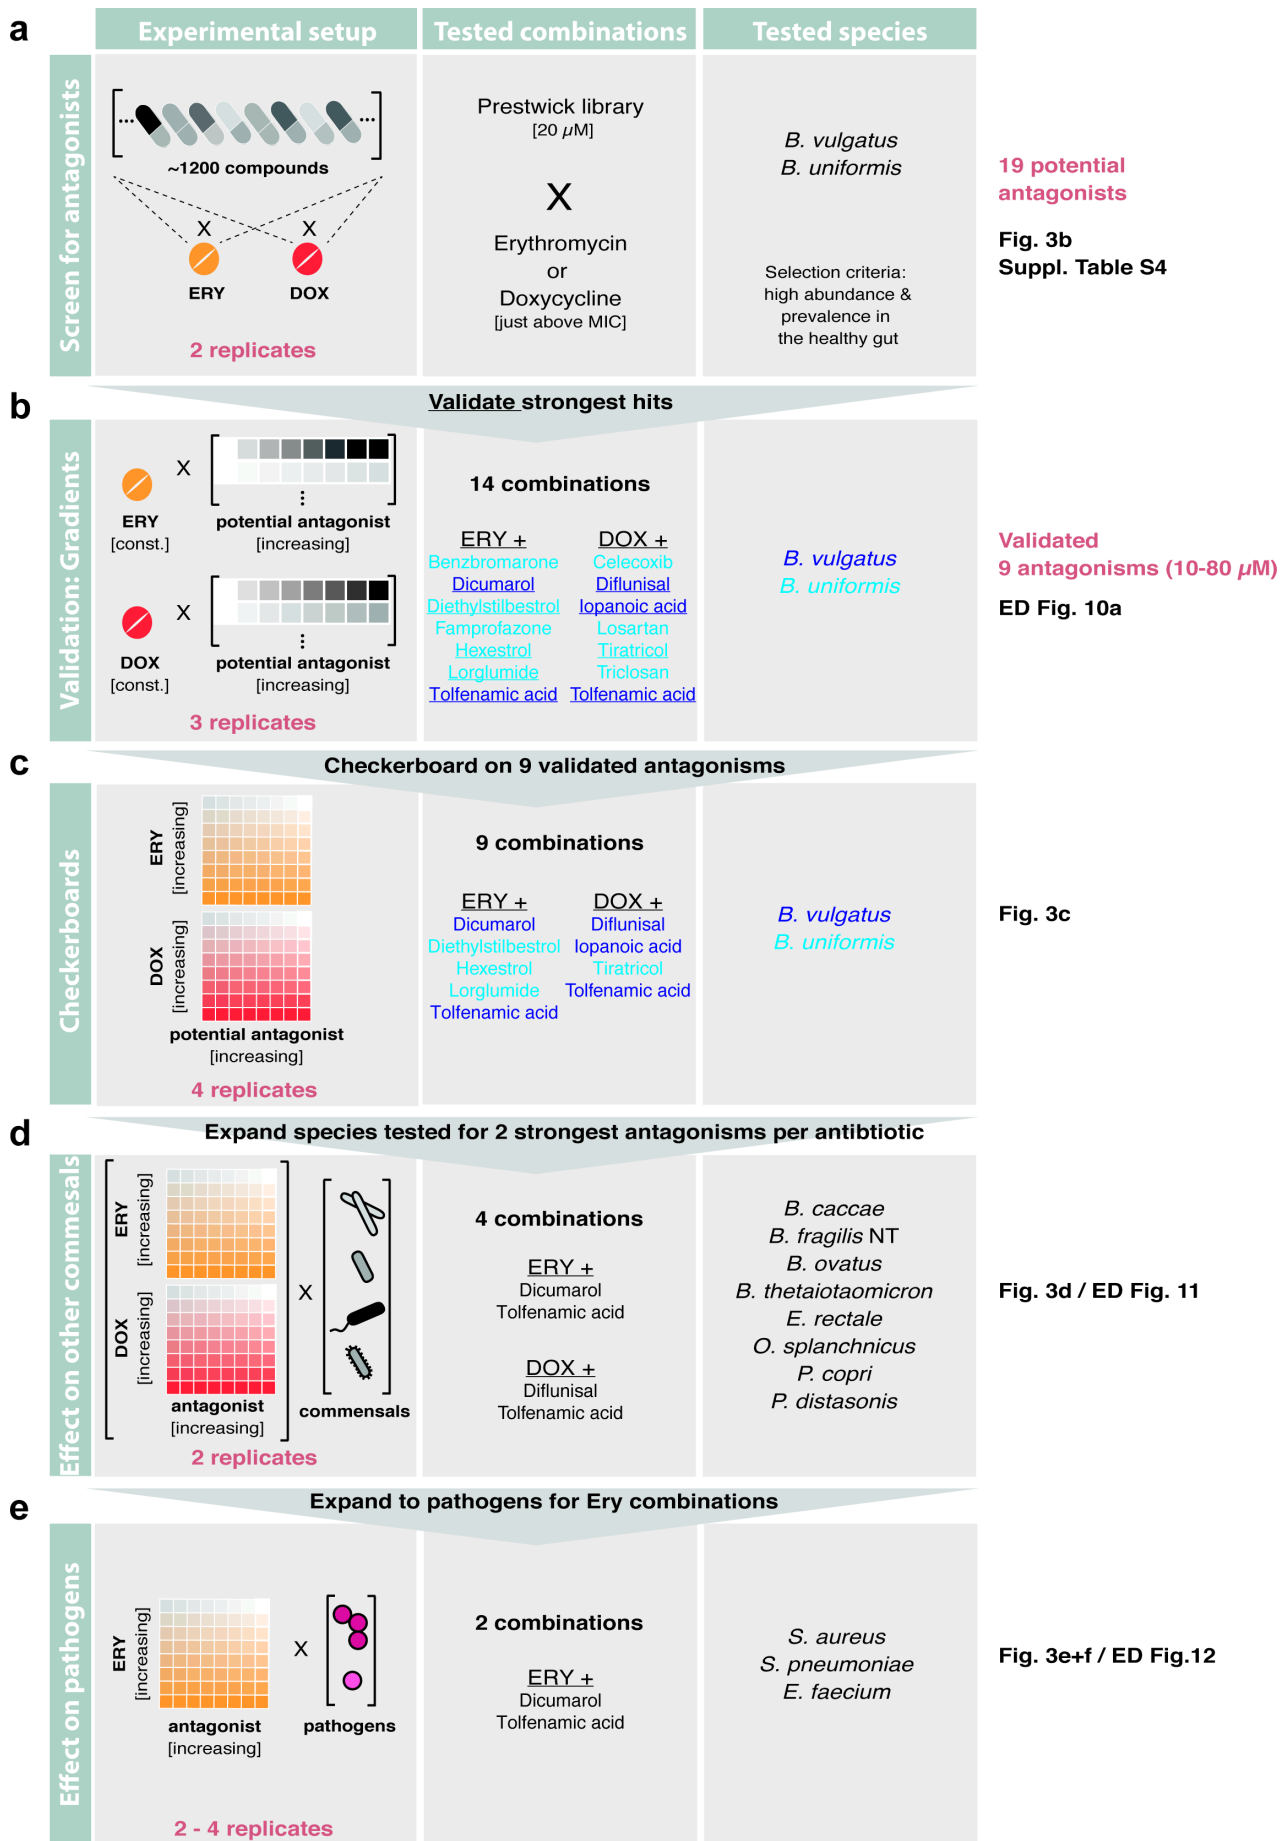 a
Experimental setup
Tested combinations
Tested species
Screen for antagonists
... ...
~1200 compounds
X X
ERY DOX
2 replicates
Prestwick library
[20 µM]
X
Erythromycin
or
Doxycycline
[just above MIC]
B. vulgatus
B. uniformis
Selection criteria:
high abundance &
prevalence in
the healthy gut
19 potential
antagonists
Fig. 3b
Suppl. Table S4
b
Validate strongest hits
Validation: Gradients
X
ERY
[const.]
...
potential antagonist
[increasing]
X
DOX
[const.]
...
potential antagonist
[increasing]
3 replicates
14 combinations
ERY +
Benzbromarone
Dicumarol
Diethylstilbestrol
Famprofazone
Hexestrol
Lorglumide
Tolfenamic acid
DOX +
Celecoxib
Diflunisal
Iopanoic acid
Losartan
Tiratricol
Triclosan
Tolfenamic acid
B. vulgatus
B. uniformis
Validated
9 antagonisms (10-80 µM)
ED Fig. 10a
c
Checkerboard on 9 validated antagonisms
Checkerboards
ERY
[increasing]
DOX
[increasing]
potential antagonist
[increasing]
4 replicates
9 combinations
ERY +
Dicumarol
Diethylstilbestrol
Hexestrol
Lorglumide
Tolfenamic acid
DOX +
Diflunisal
Iopanoic acid
Tiratricol
Tolfenamic acid
B. vulgatus
B. uniformis
Fig. 3c
d
Expand species tested for 2 strongest antagonisms per antibtiotic
Effect on other commesals
ERY
[increasing]
DOX
[increasing]
antagonist
[increasing]
X
commensals
2 replicates
4 combinations
ERY +
Dicumarol
Tolfenamic acid
DOX +
Diflunisal
Tolfenamic acid
B. caccae
B. fragilis NT
B. ovatus
B. thetaiotaomicron
E. rectale
O. splanchnicus
P. copri
P. distasonis
Fig. 3d / ED Fig. 11
e
Expand to pathogens for Ery combinations
Effect on pathogens
ERY
[increasing]
antagonist
[increasing]
X
pathogens
2 - 4 replicates
2 combinations
ERY +
Dicumarol
Tolfenamic acid
S. aureus
S. pneumoniae
E. faecium
Fig. 3e+f / ED Fig.12